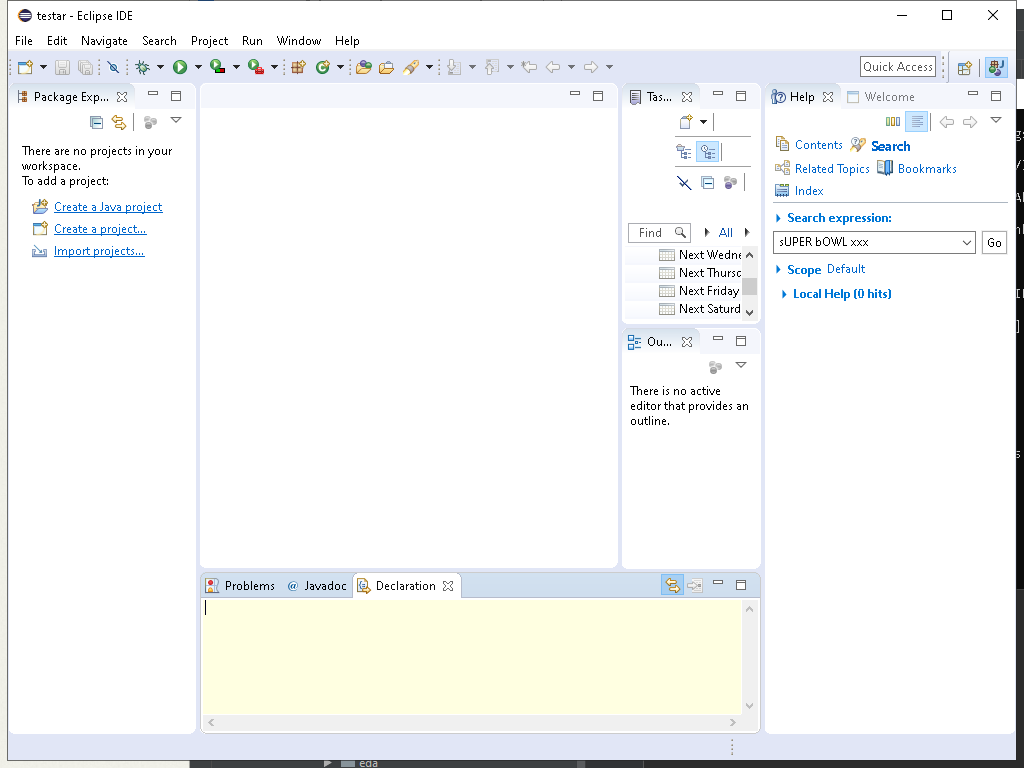 testar - Eclipse IDE
File Edit Navigate Search Project Run Window Help
Quick Access
Package Exp...
There are no projects in your
workspace.
To add a project:
Create a Java project
Create a project...
Import projects...
Tas...
Find
All
Next Wedne
Next Thursc
Next Friday
Next Saturd
Ou...
There is no active
editor that provides an
outline.
Help Welcome
Contents Search
Related Topics Bookmarks
Index
Search expression:
sUPER bOWL xxx
Go
Scope Default
Local Help (0 hits)
Problems @ Javadoc Declaration
eda